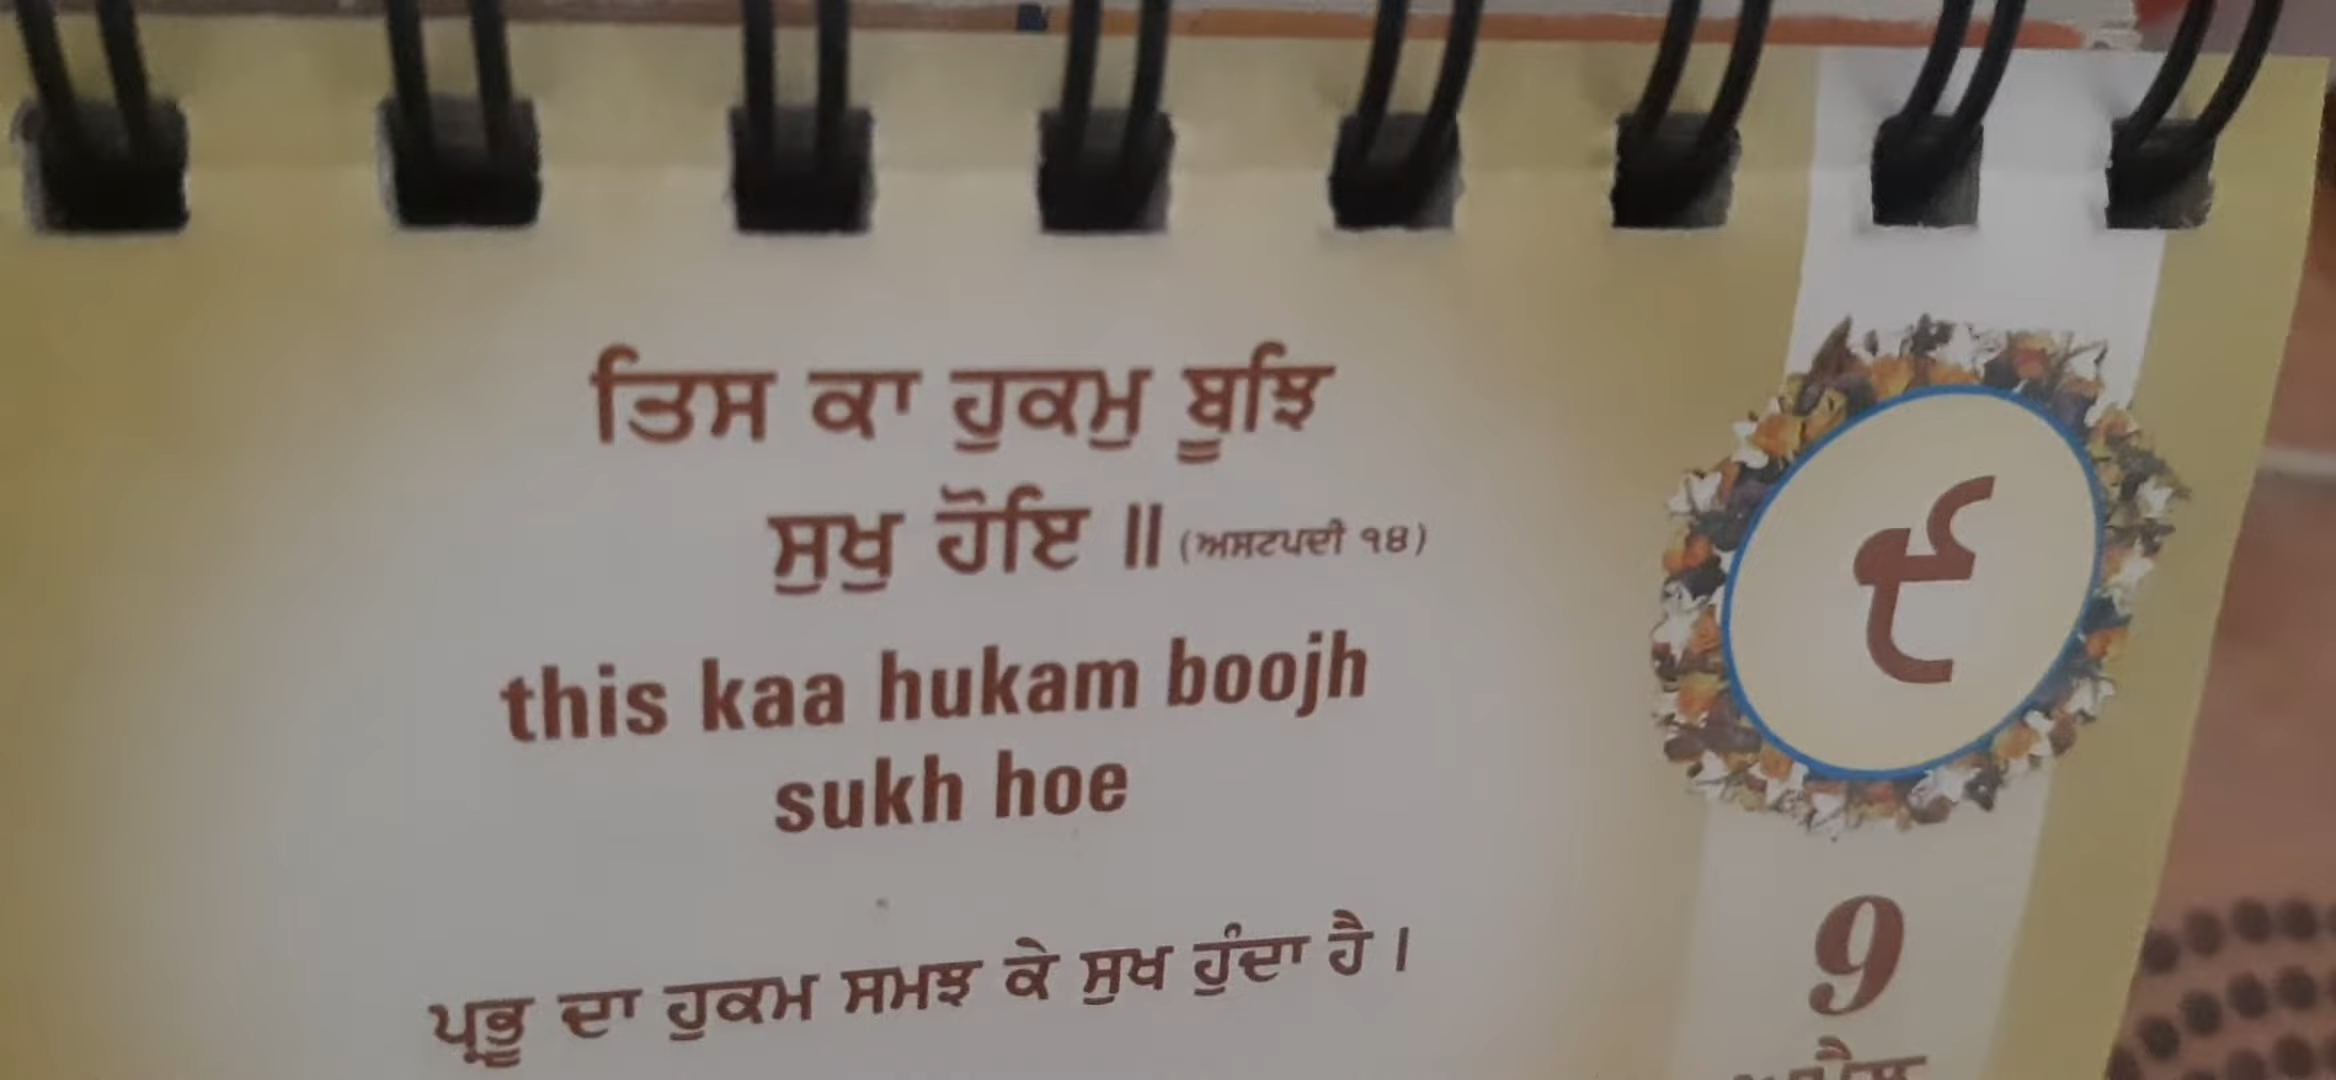 ਤਿਸ ਕਾ ਹੁਕਮੁ ਬੂਝਿ
ਸੁਖੁ ਹੋਇ ॥ (ਅਸਟਪਦੀ ੧੪)
this kaa hukam boojh
sukh hoe
ਪ੍ਰਭੂ ਦਾ ਹੁਕਮ ਸਮਝ ਕੇ ਸੁਖ ਹੁੰਦਾ ਹੈ।
੯
9